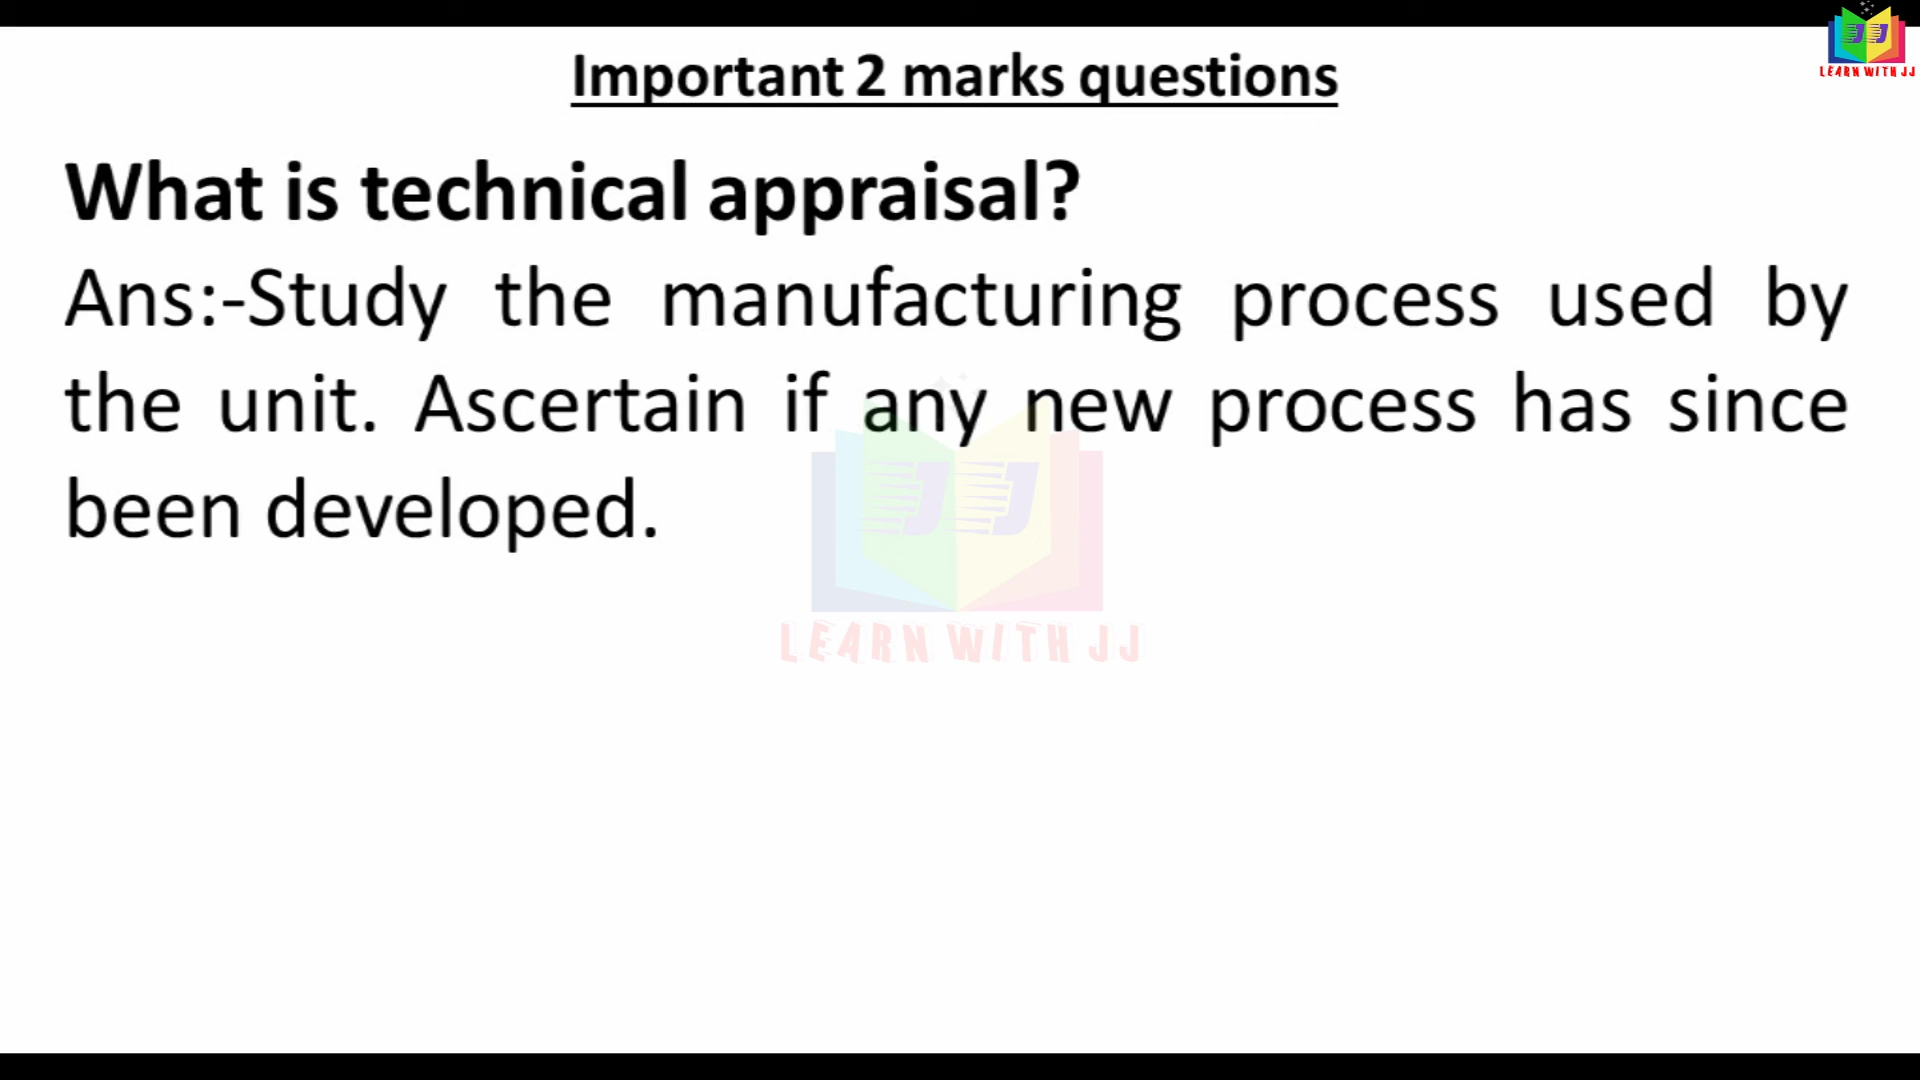 LEARN WITH JJ
Important 2 marks questions
What is technical appraisal?
Ans:-Study the manufacturing process used by
the unit. Ascertain if any new process has since
been developed.
JJ
LEARN WITH JJ